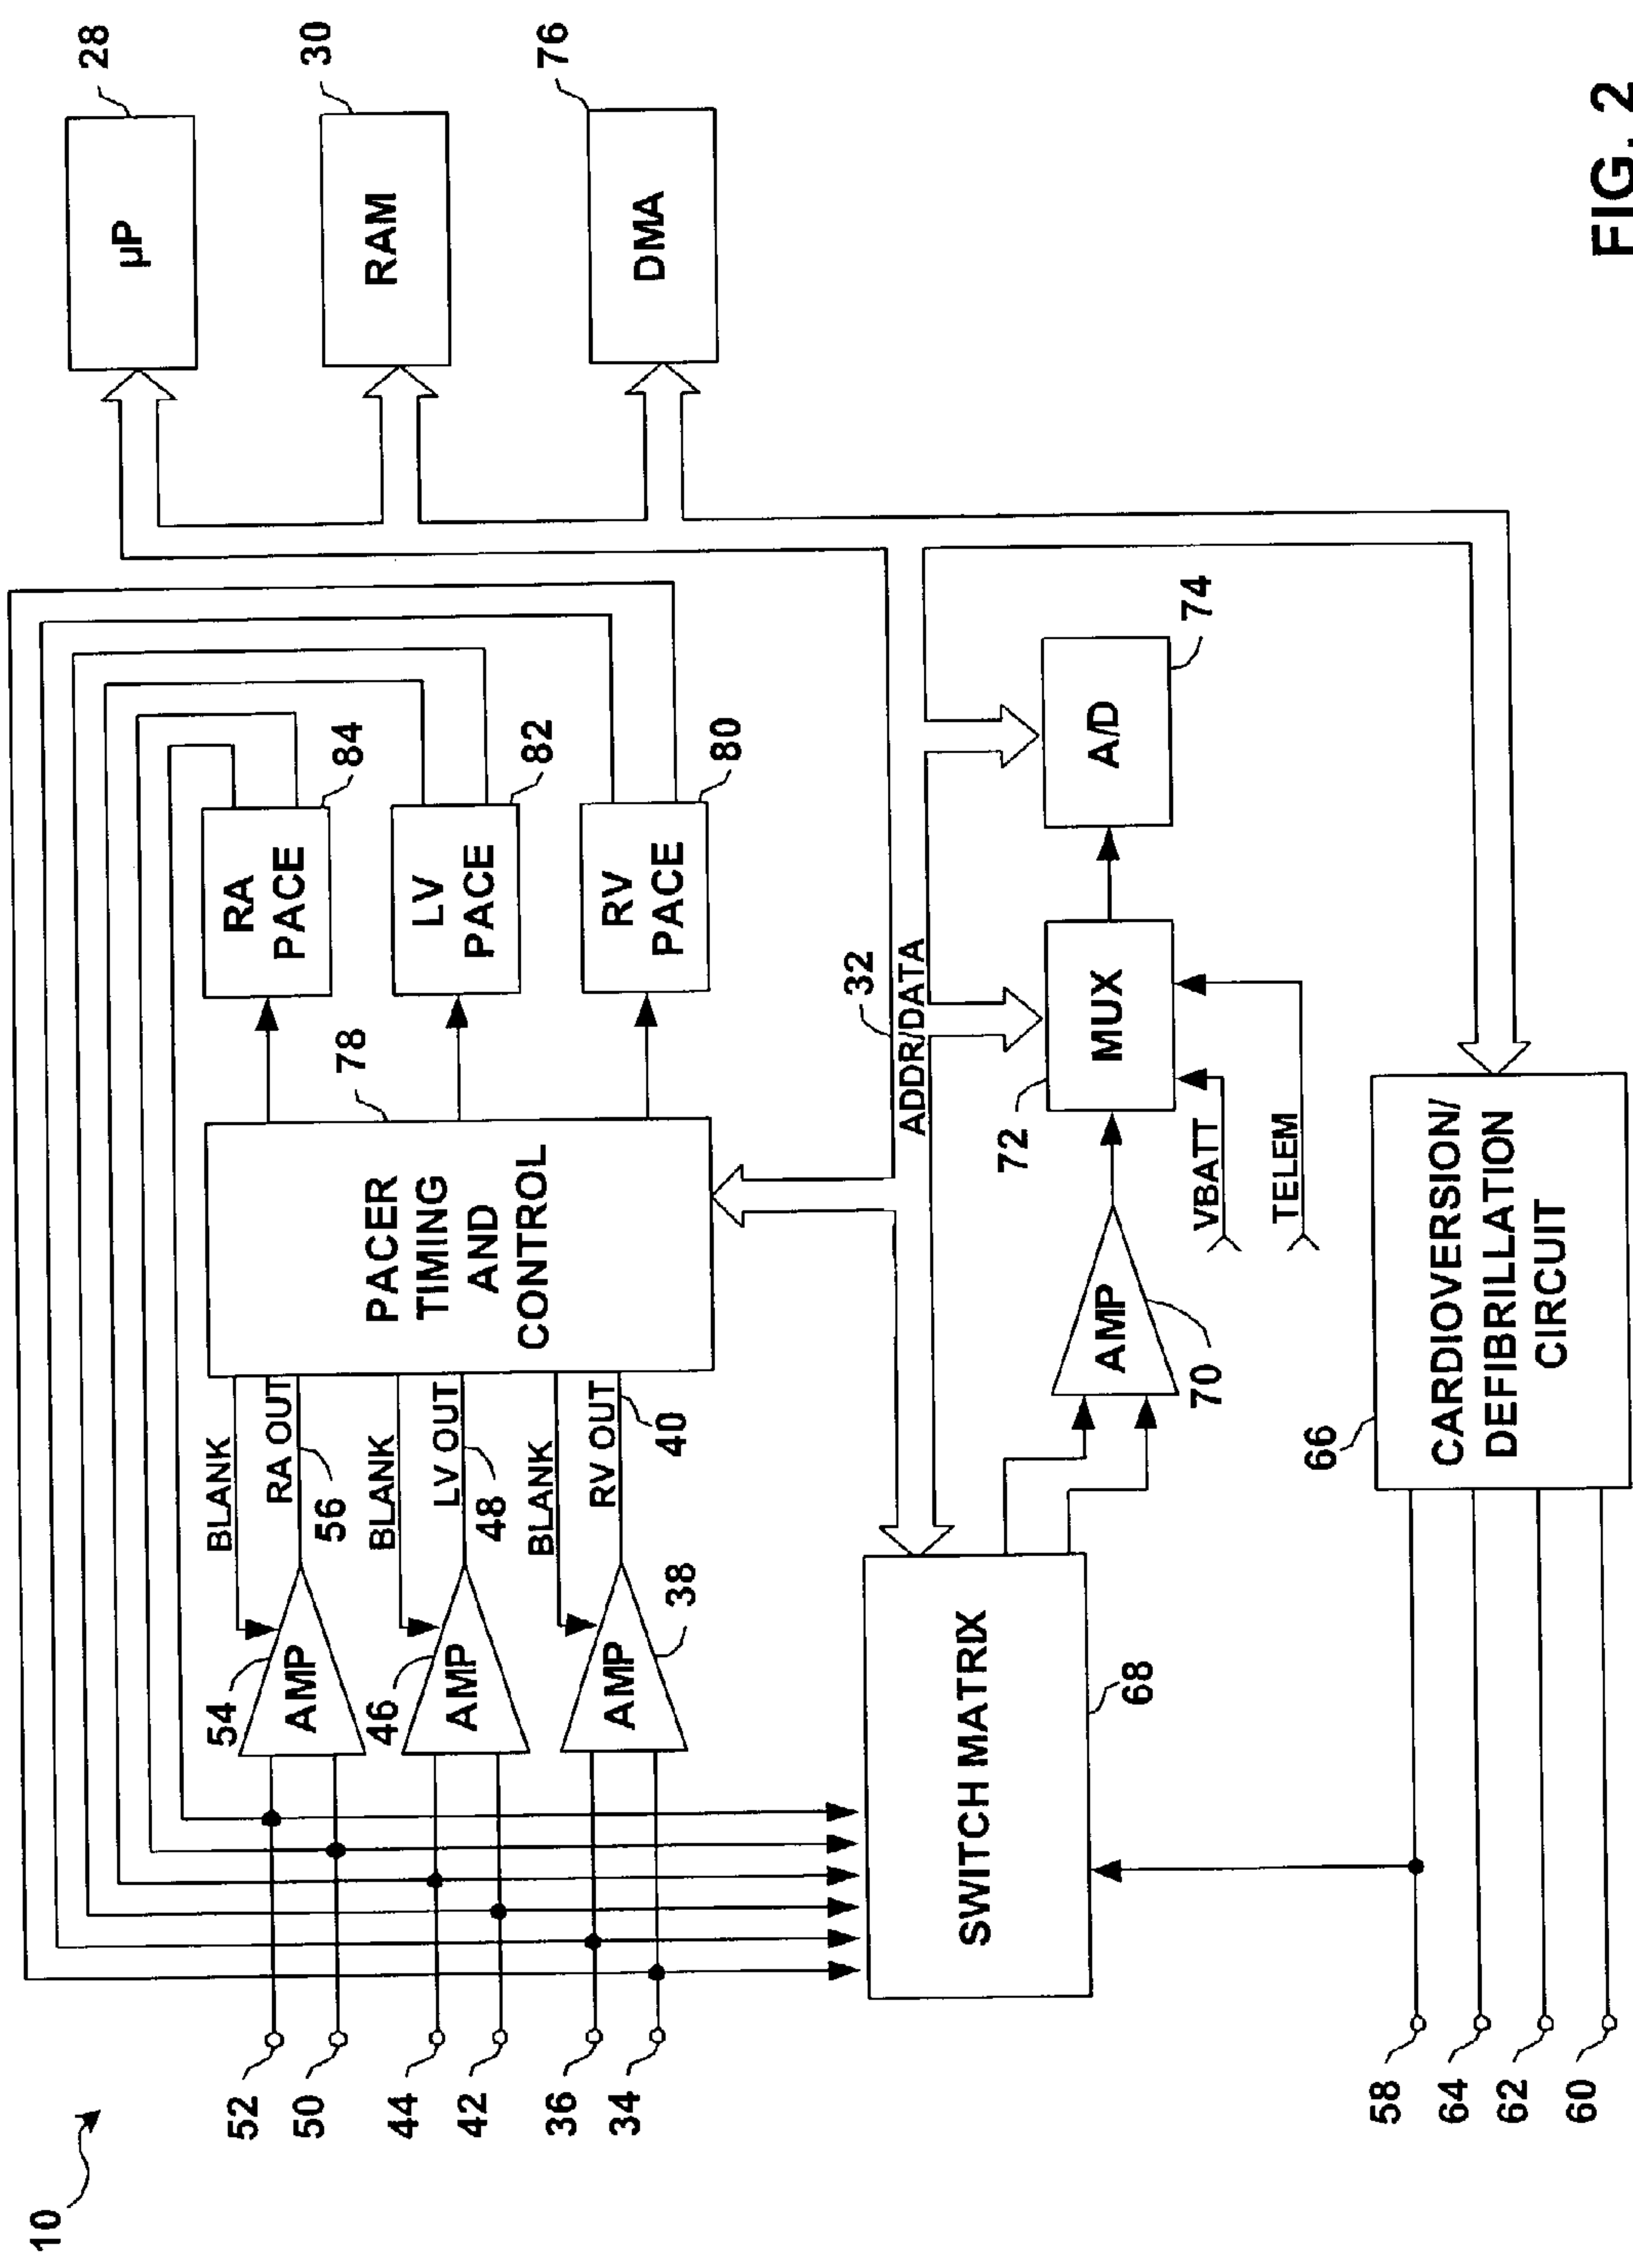 10
52
50
44
42
36
34
54
AMP
46
AMP
AMP
38
BLANK
RA OUT
56
BLANK
LV OUT
48
BLANK
RV OUT
40
PACER
TIMING
AND
CONTROL
78
RA
PACE
84
LV
PACE
82
RV
PACE
80
µP
28
RAM
30
DMA
76
32
ADDR/DATA
SWITCH MATRIX
68
AMP
70
MUX
72
A/D
74
VBATT
TELEM
66
CARDIOVERSION/
DEFIBRILLATION
CIRCUIT
58
64
62
60
FIG. 2